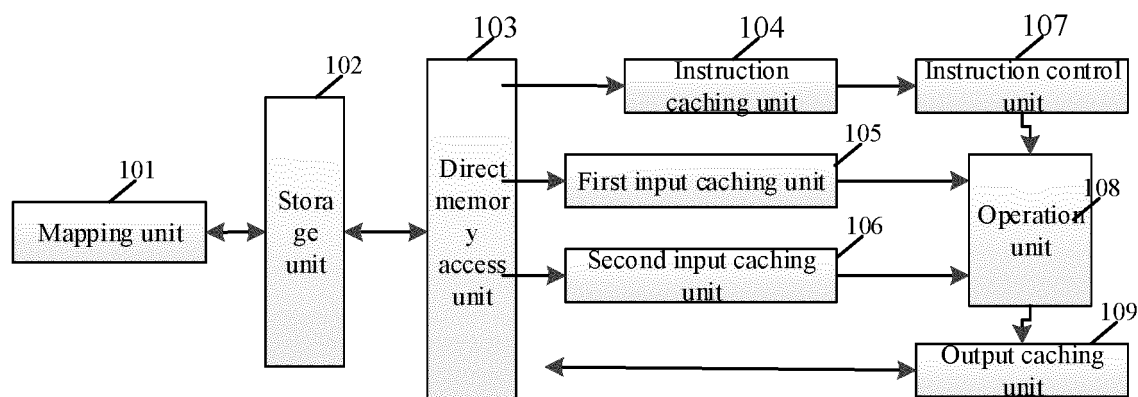 103
104
107
102
Instruction
caching unit
Instruction control
unit
101
105
Mapping unit
Stora
ge
unit
Direct
memor
y
access
unit
First input caching unit
108
Operation
unit
106
Second input caching
unit
109
Output caching
unit